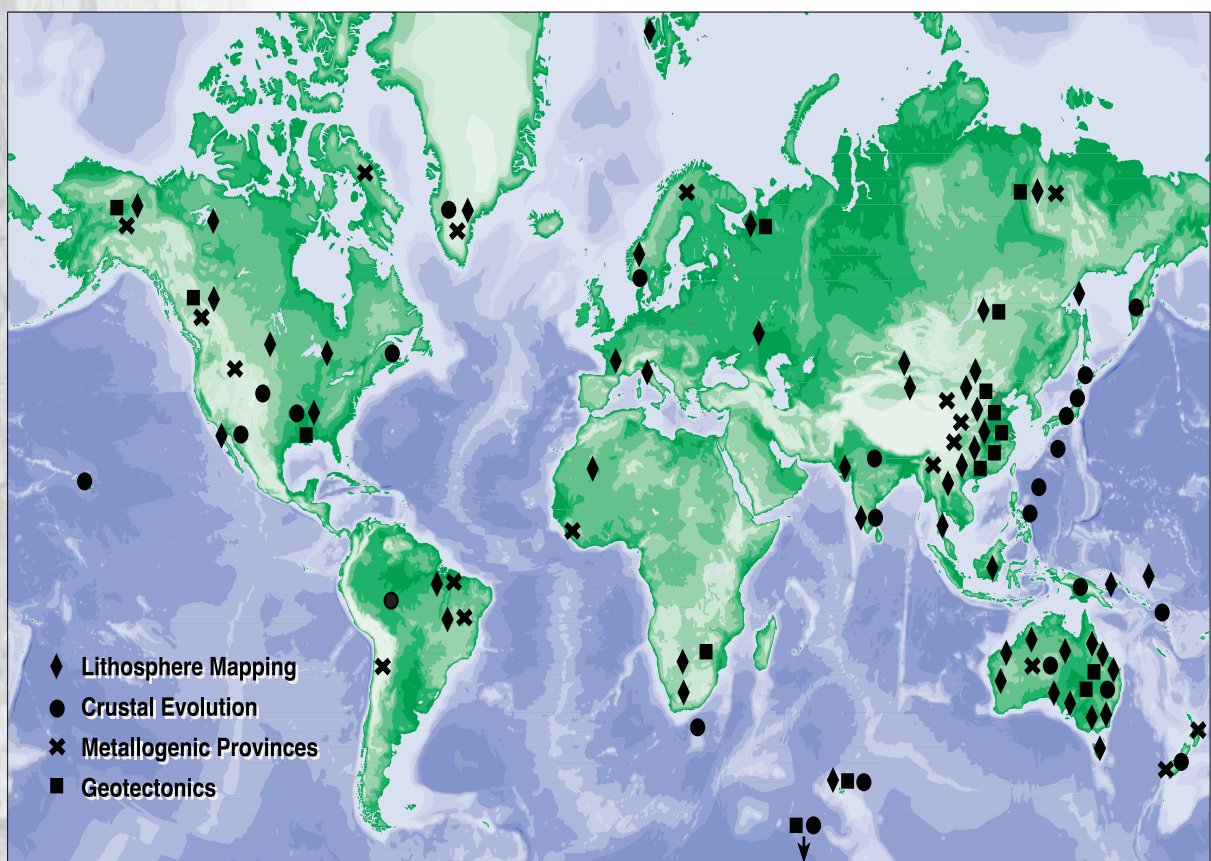 Lithosphere Mapping
Crustal Evolution
Metallogenic Provinces
Geotectonics